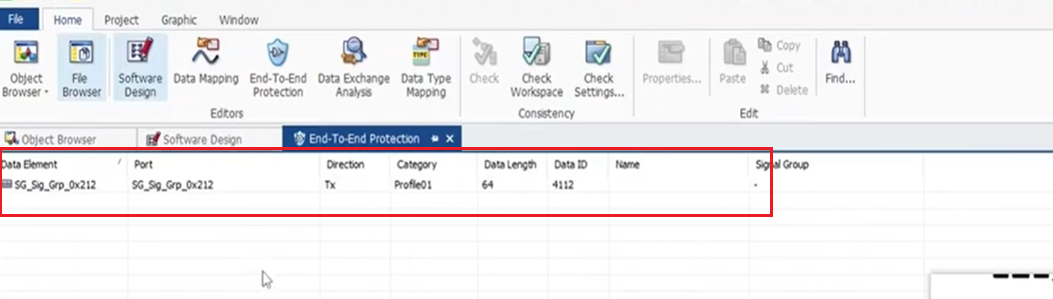 File Home Project Graphic Window
Object Browser
File Browser
Software Design
Data Mapping
End-To-End Protection
Data Exchange Analysis
TYPE
Data Type Mapping
Check
Check Workspace
Check Settings...
Properties...
Paste
Copy
Cut
Delete
Find...
Editors Consistency Edit
Object Browser Software Design End-To-End Protection
Data Element Port Direction Category Data Length Data ID Name Signal Group
SG_Sig_Grp_0x212 SG_Sig_Grp_0x212 Tx Profile01 64 4112 -